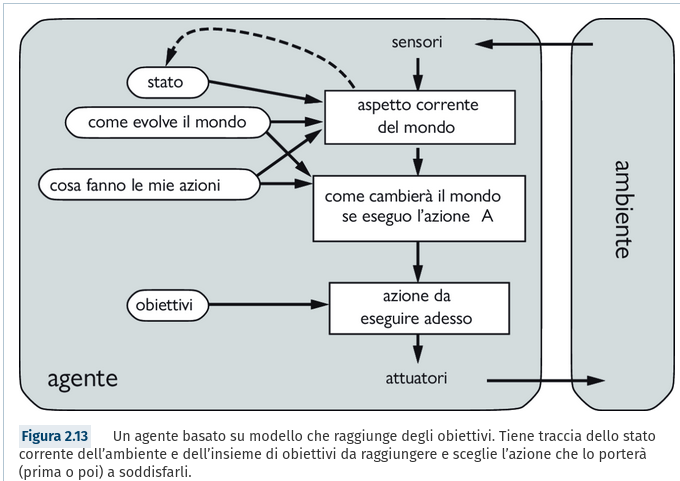 sensori
stato
aspetto corrente
del mondo
come evolve il mondo
cosa fanno le mie azioni
come cambierà il mondo
se eseguo l'azione A
ambiente
obiettivi
azione da
eseguire adesso
agente
attuatori
Figura 2.13 Un agente basato su modello che raggiunge degli obiettivi. Tiene traccia dello stato
corrente dell'ambiente e dell'insieme di obiettivi da raggiungere e sceglie l'azione che lo porterà
(prima o poi) a soddisfarli.